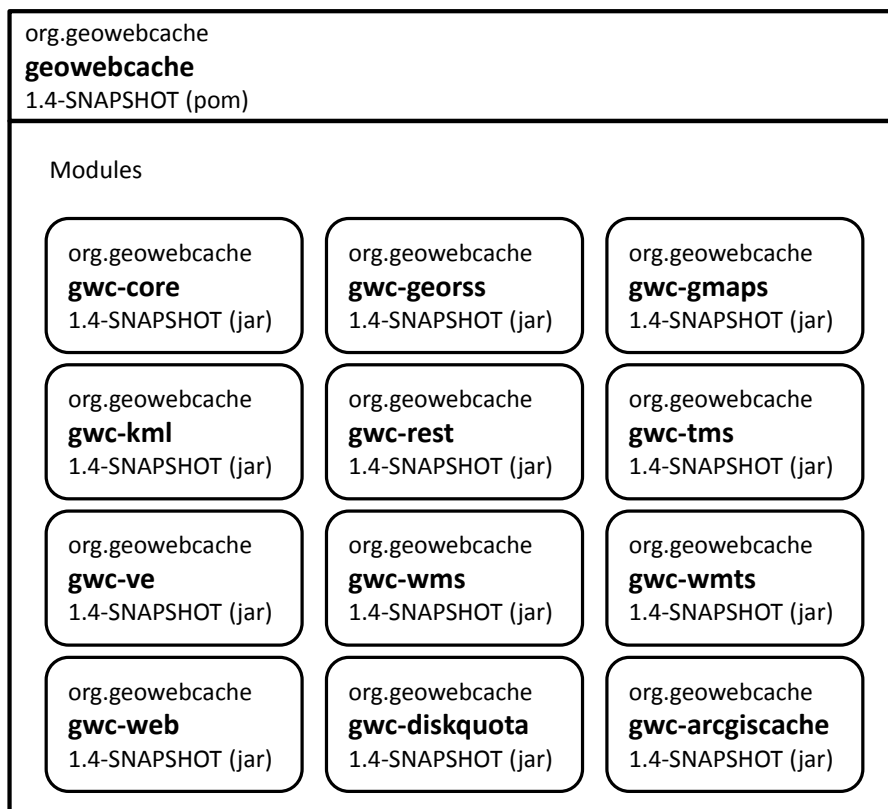 org.geowebcache
geowebcache
1.4-SNAPSHOT (pom)
Modules
org.geowebcache
gwc-core
1.4-SNAPSHOT (jar)
org.geowebcache
gwc-georss
1.4-SNAPSHOT (jar)
org.geowebcache
gwc-gmaps
1.4-SNAPSHOT (jar)
org.geowebcache
gwc-kml
1.4-SNAPSHOT (jar)
org.geowebcache
gwc-rest
1.4-SNAPSHOT (jar)
org.geowebcache
gwc-tms
1.4-SNAPSHOT (jar)
org.geowebcache
gwc-ve
1.4-SNAPSHOT (jar)
org.geowebcache
gwc-wms
1.4-SNAPSHOT (jar)
org.geowebcache
gwc-wmts
1.4-SNAPSHOT (jar)
org.geowebcache
gwc-web
1.4-SNAPSHOT (jar)
org.geowebcache
gwc-diskquota
1.4-SNAPSHOT (jar)
org.geowebcache
gwc-arcgiscache
1.4-SNAPSHOT (jar)